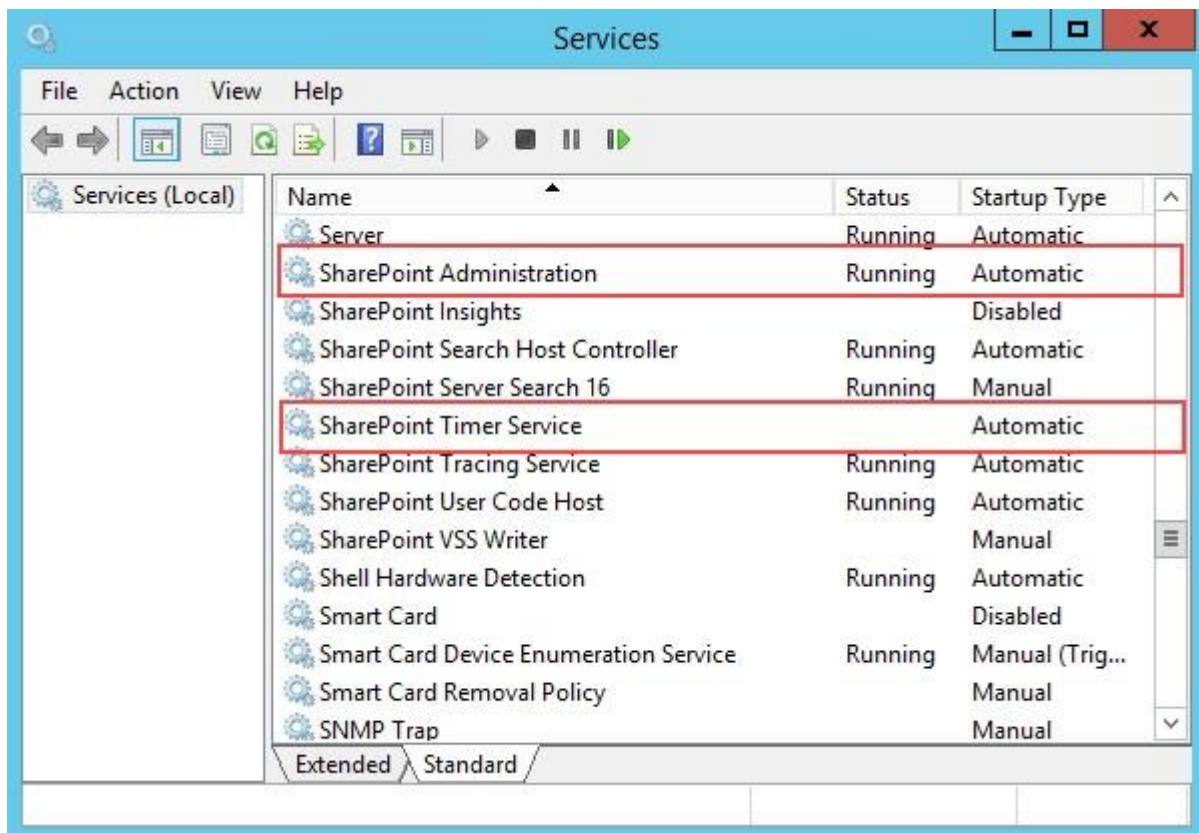 Services
File Action View Help
Services (Local)
Name Status Startup Type
Server Running Automatic
SharePoint Administration Running Automatic
SharePoint Insights Disabled
SharePoint Search Host Controller Running Automatic
SharePoint Server Search 16 Running Manual
SharePoint Timer Service Automatic
SharePoint Tracing Service Running Automatic
SharePoint User Code Host Running Automatic
SharePoint VSS Writer Manual
Shell Hardware Detection Running Automatic
Smart Card Disabled
Smart Card Device Enumeration Service Running Manual (Trig...
Smart Card Removal Policy Manual
SNMP Trap Manual
Extended Standard